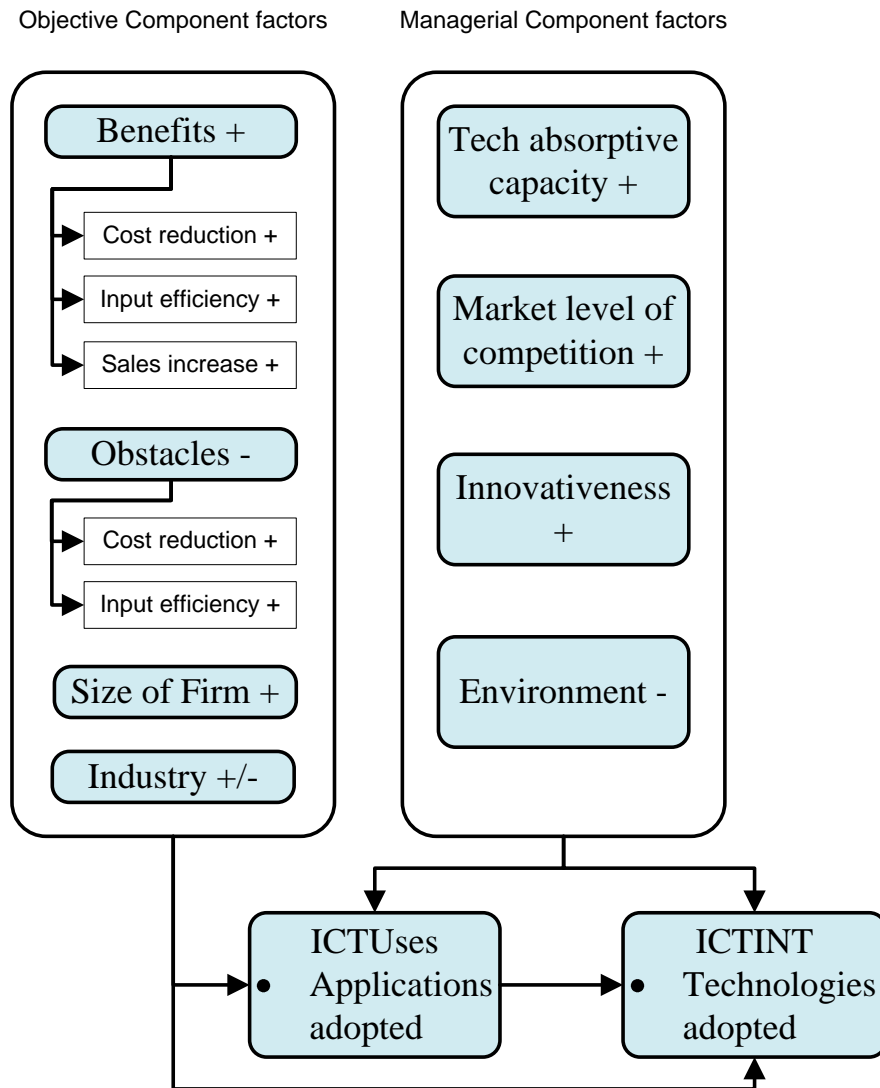 Objective Component factors
Managerial Component factors
Benefits +
Cost reduction +
Input efficiency +
Sales increase +
Obstacles -
Cost reduction +
Input efficiency +
Size of Firm +
Industry +/-
Tech absorptive
capacity +
Market level of
competition +
Innovativeness
+
Environment -
ICTUses
• Applications
adopted
ICTINT
• Technologies
adopted